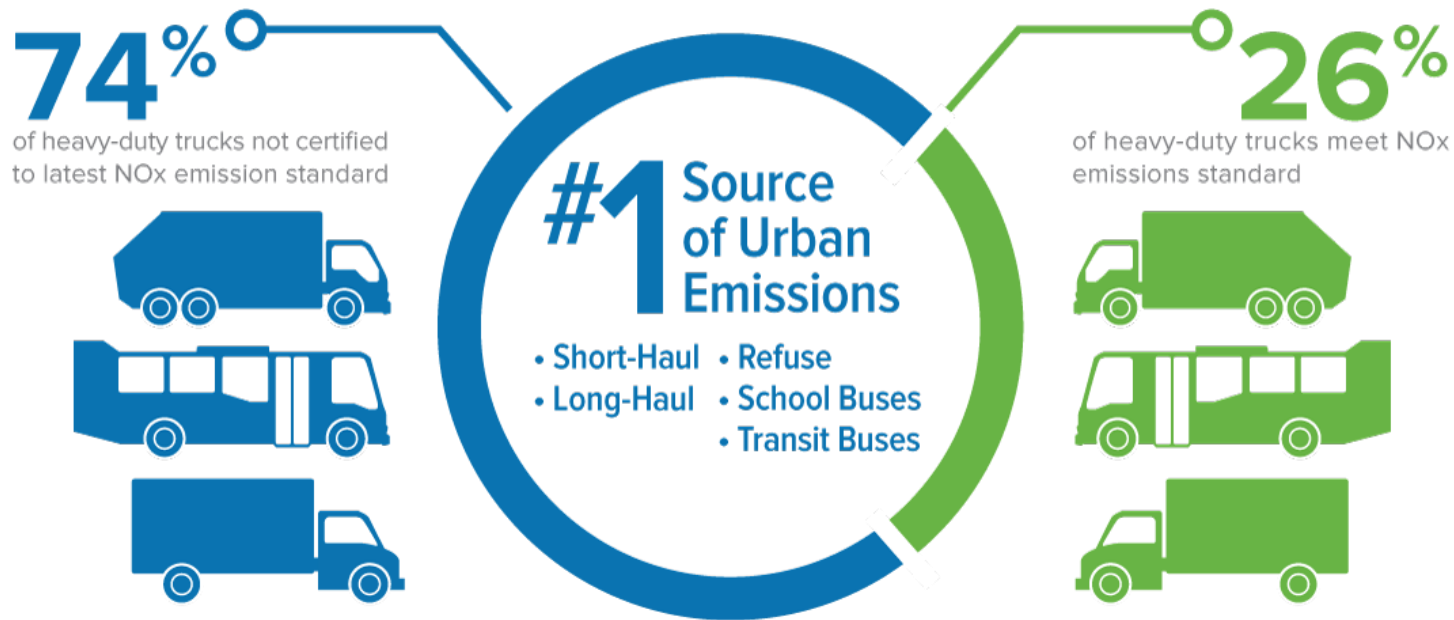 74%
of heavy-duty trucks not certified
to latest NOx emission standard
#1 Source
of Urban
Emissions
• Short-Haul
• Long-Haul
• Refuse
• School Buses
• Transit Buses
26%
of heavy-duty trucks meet NOx
emissions standard